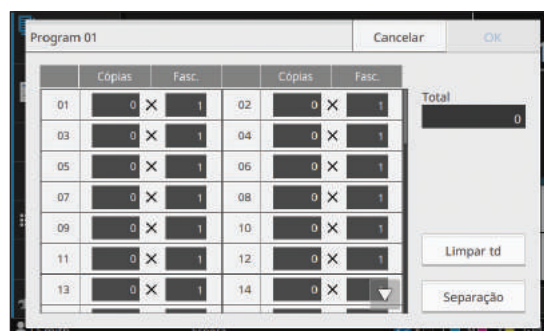 Program 01 Cancelar OK
Cópias Fasc. Cópias Fasc.
Total
01 0 × 1 02 0 × 1 0
03 0 × 1 04 0 × 1
05 0 × 1 06 0 × 1
07 0 × 1 08 0 × 1
09 0 × 1 10 0 × 1
11 0 × 1 12 0 × 1
Limpar td
13 0 × 1 14 0 ×
Separação